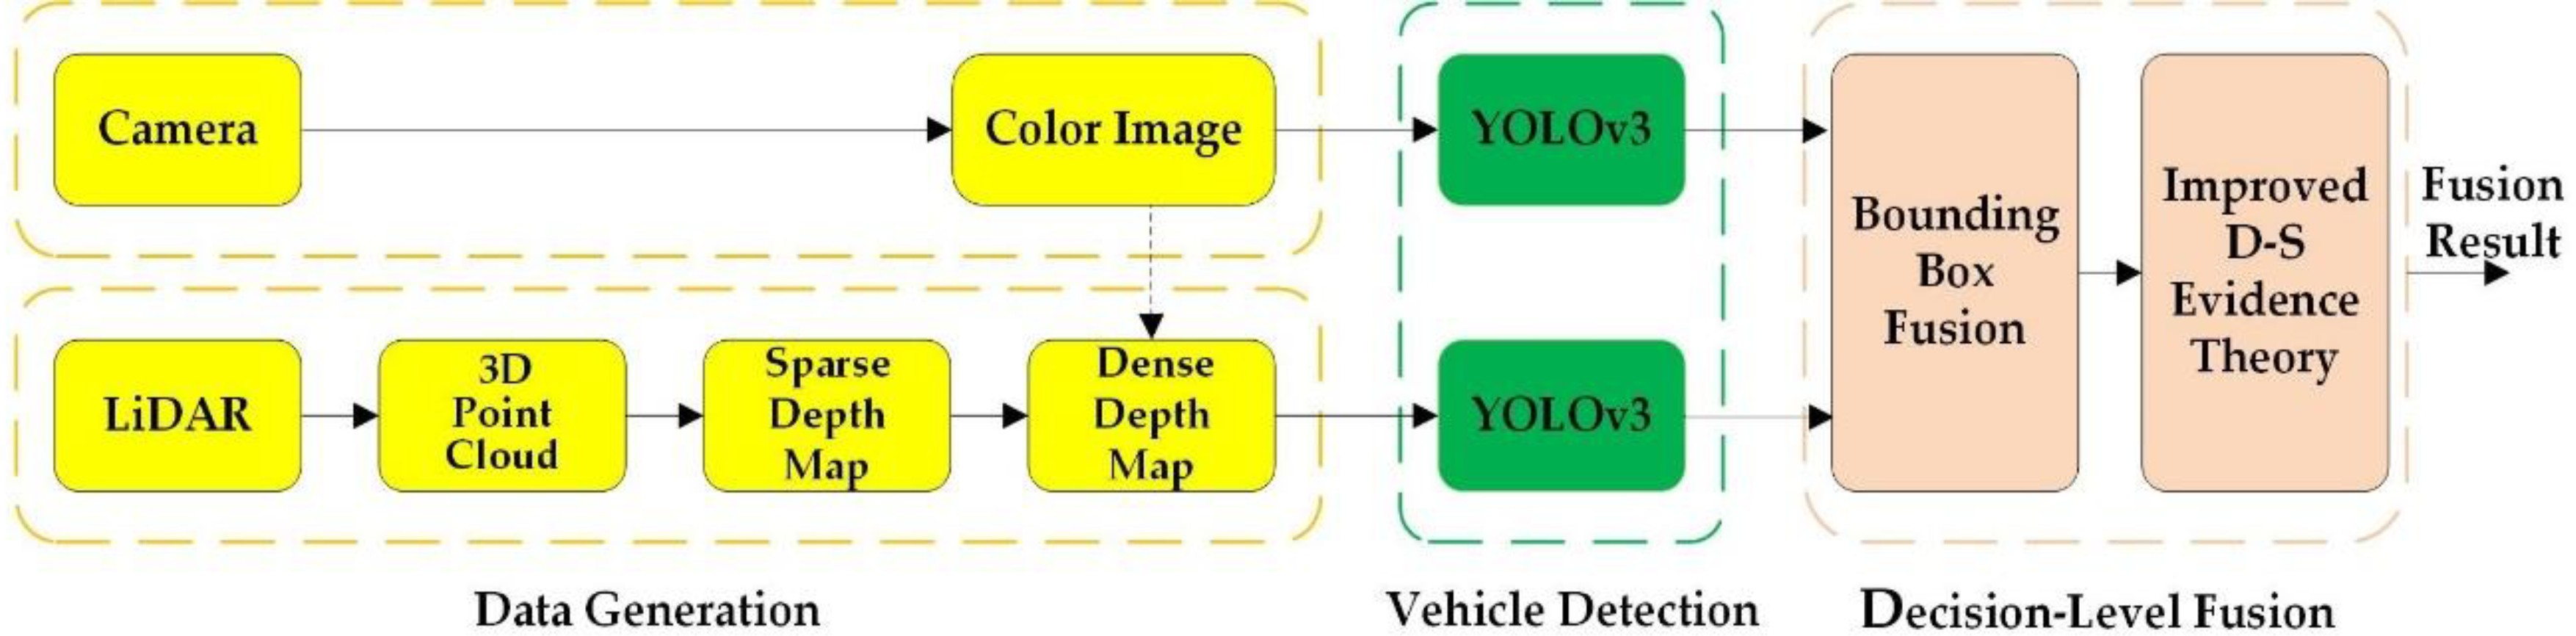 Camera
Color Image
YOLOv3
LiDAR
3D
Point
Cloud
Sparse
Depth
Map
Dense
Depth
Map
YOLOv3
Bounding
Box
Fusion
Improved
D-S
Evidence
Theory
Fusion
Result
Data Generation
Vehicle Detection
Decision-Level Fusion